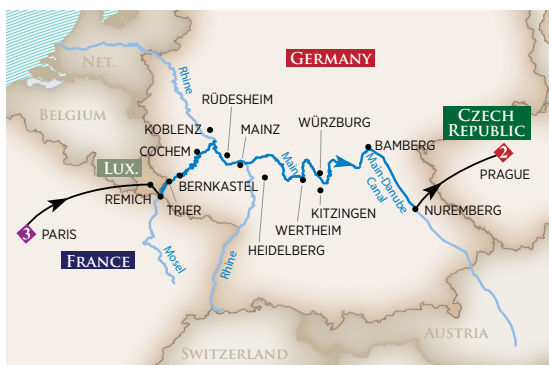 NET.
Rhine
GERMANY
RÜDESHEIM
BELGIUM
KOBLENZ
MAINZ
WÜRZBURG
CZECH
REPUBLIC
COCHEM
Main
BAMBERG
LUX.
BERNKASTEL
2
PRAGUE
REMICH
TRIER
Main-Danube
Canal
KITZINGEN
NUREMBERG
3
PARIS
WERTHEIM
HEIDELBERG
FRANCE
Mosel
Rhine
AUSTRIA
SWITZERLAND